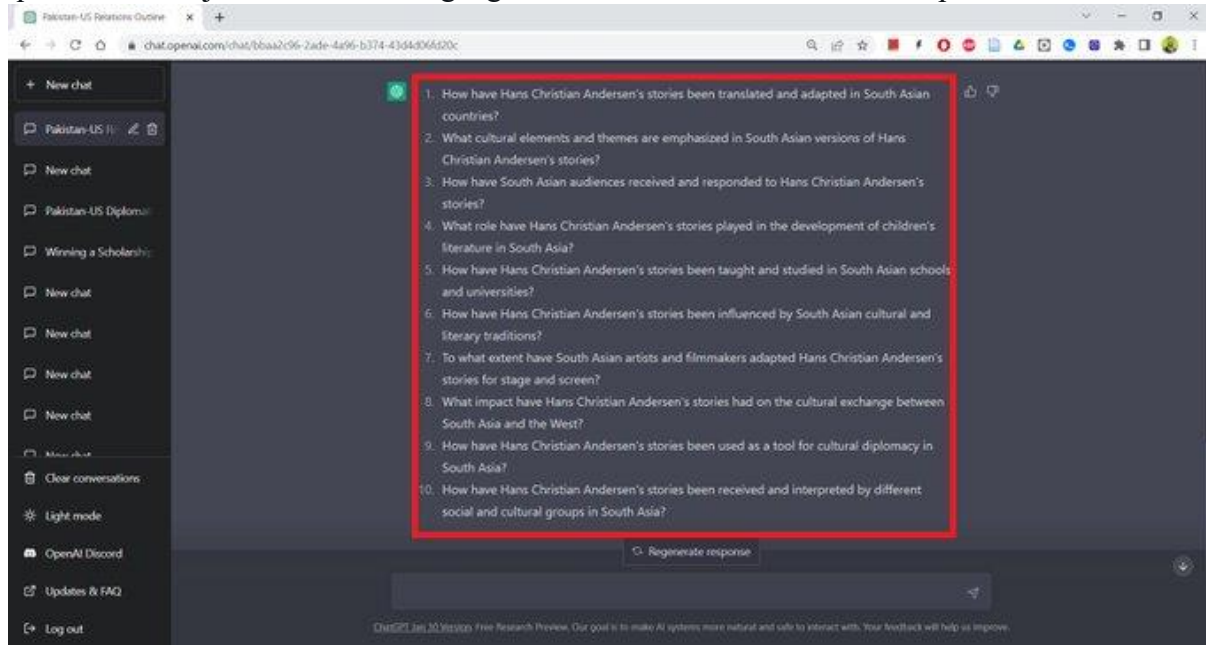 Pakistan-US Relations Outline
chat.openai.com/chat/bbaa2c96-2ade-4a96-b374-43d4d06fd20c
+ New chat
Pakistan-US
New chat
Pakistan-US Diplomat
Winning a Scholarship
New chat
New chat
New chat
New chat
New chat
Clear conversations
Light mode
OpenAI Discord
Updates & FAQ
Log out
1. How have Hans Christian Andersen's stories been translated and adapted in South Asian
countries?
2. What cultural elements and themes are emphasized in South Asian versions of Hans
Christian Andersen's stories?
3. How have South Asian audiences received and responded to Hans Christian Andersen's
stories?
4. What role have Hans Christian Andersen's stories played in the development of children's
literature in South Asia?
5. How have Hans Christian Andersen's stories been taught and studied in South Asian schools
and universities?
6. How have Hans Christian Andersen's stories been influenced by South Asian cultural and
literary traditions?
7. To what extent have South Asian artists and filmmakers adapted Hans Christian Andersen's
stories for stage and screen?
8. What impact have Hans Christian Andersen's stories had on the cultural exchange between
South Asia and the West?
9. How have Hans Christian Andersen's stories been used as a tool for cultural diplomacy in
South Asia?
10. How have Hans Christian Andersen's stories been received and interpreted by different
social and cultural groups in South Asia?
Regenerate response
ChatGPT Jan 30 Version. Free Research Preview. Our goal is to make AI systems more natural and safe to interact with. Your feedback will help us improve.